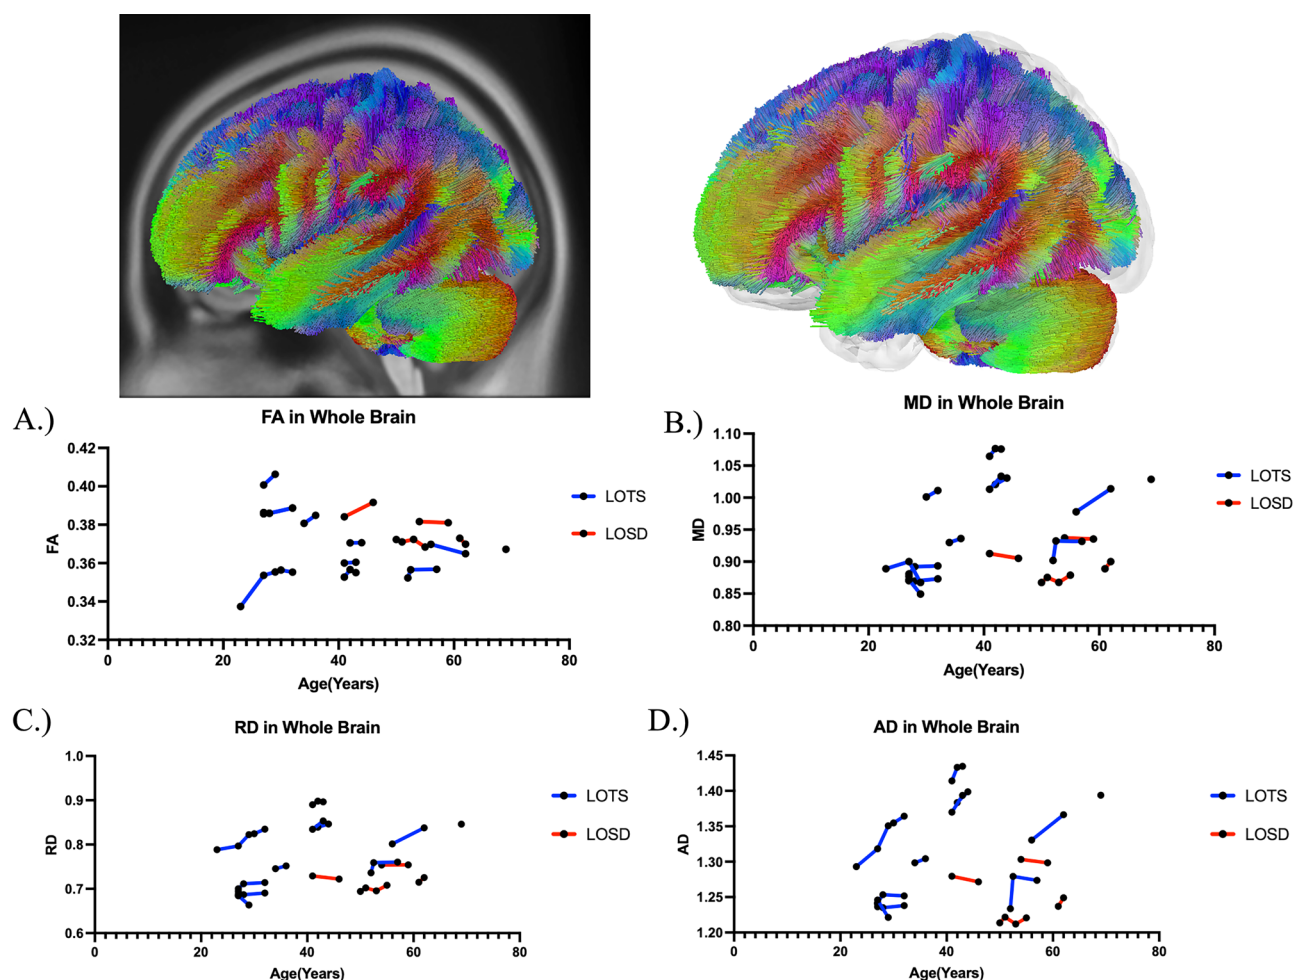 A.)
FA in Whole Brain
0.42
0.40
0.38
0.36
0.34
0.32
FA
0
20
40
60
80
Age(Years)
LOTS
LOSD
B.)
MD in Whole Brain
1.10
1.05
1.00
0.95
0.90
0.85
0.80
MD
0
20
40
60
80
Age(Years)
LOTS
LOSD
C.)
RD in Whole Brain
1.0
0.9
0.8
0.7
0.6
RD
0
20
40
60
80
Age(Years)
LOTS
LOSD
D.)
AD in Whole Brain
1.45
1.40
1.35
1.30
1.25
1.20
AD
0
20
40
60
80
Age(Years)
LOTS
LOSD